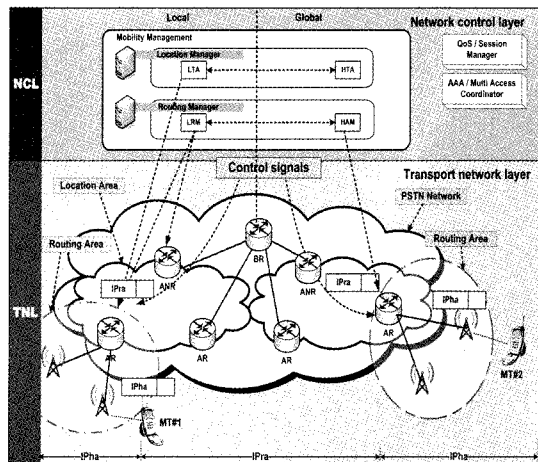 Local
Global
Network control layer
Mobility Management
Location Manager
LTA
HTA
QoS / Session
Manager
NCL
Routing Manager
LRM
HAM
AAA / Multi Access
Coordinator
Control signals
Transport network layer
Location Area
PSTN Network
Routing Area
Routing Area
BR
ANR
ANR
IPra
IPra
IPha
TNL
AR
AR
AR
AR
IPha
MT#1
MT#2
IPha
IPra
IPha